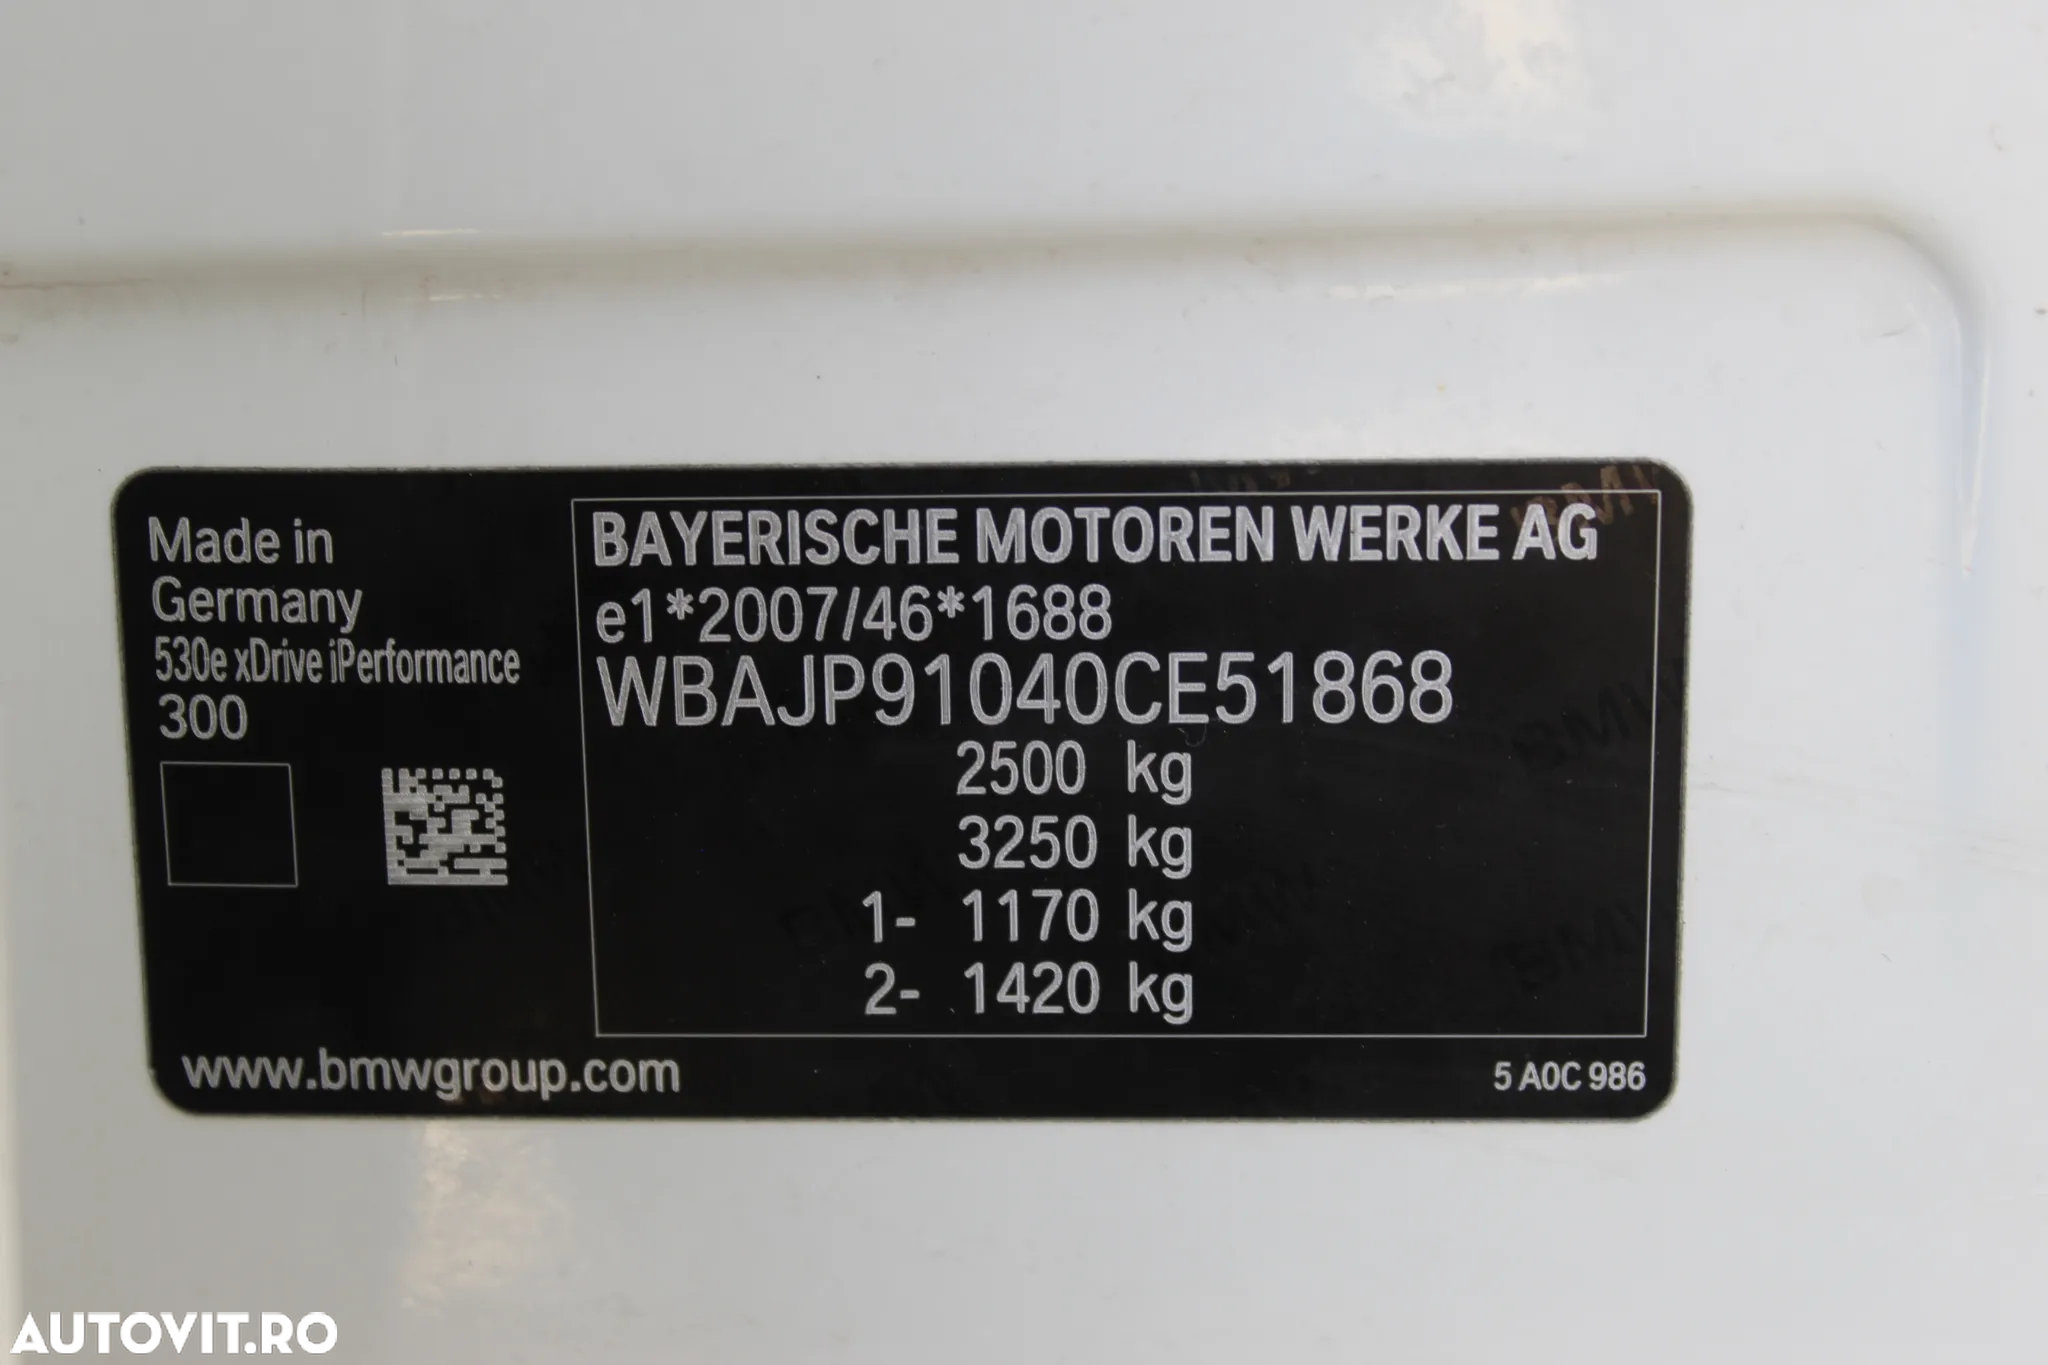 Made in
Germany
530e xDrive iPerformance
300
BAYERISCHE MOTOREN WERKE AG
e1*2007/46*1688
WBAJP91040CE51868
2500 kg
3250 kg
1- 1170 kg
2- 1420 kg
www.bmwgroup.com
5 A0C 986
AUTOVIT.RO